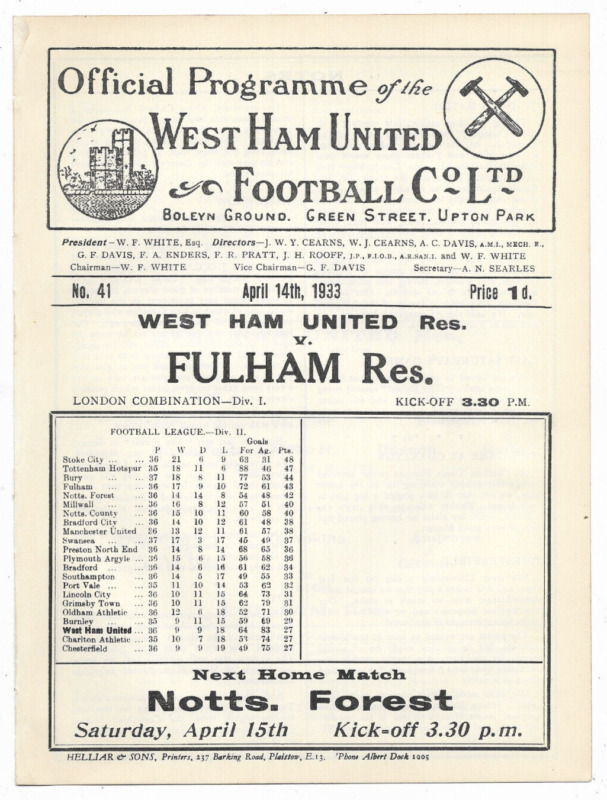 Official Programme of the
WEST HAM UNITED
FOOTBALL CO LTD
BOLEYN GROUND. GREEN STREET. UPTON PARK
President—W. F. WHITE, Esq. Directors—J. W. Y. CEARNS, W. J. CEARNS, A. C. DAVIS, A.M.I., MECH. E.,
G. F. DAVIS, F. A. ENDERS, F. R. PRATT, J. H. ROOFF, J.P., F.I.O.B., A.R.SAN.I. and W. F. WHITE
Chairman—W. F. WHITE Vice Chairman—G. F. DAVIS Secretary—A. N. SEARLES
No. 41 April 14th, 1933 Price 1d.
WEST HAM UNITED Res.
v.
FULHAM Res.
LONDON COMBINATION—Div. I. KICK-OFF 3.30 P.M.
FOOTBALL LEAGUE.—Div. II.
Goals
P W D L For Ag. Pts.
Stoke City ... ... 36 21 6 9 63 31 48
Tottenham Hotspur 35 18 11 6 88 46 47
Bury ... ... 37 18 8 11 77 53 44
Fulham ... ... 36 17 9 10 72 61 43
Notts. Forest ... 36 14 14 8 54 48 42
Millwall ... ... 36 16 8 12 57 51 40
Notts. County ... 36 15 10 11 60 58 40
Bradford City ... 36 14 10 12 61 48 38
Manchester United 36 13 12 11 61 57 38
Swansea ... ... 37 17 3 17 45 49 37
Preston North End 36 14 8 14 68 65 36
Plymouth Argyle ... 36 15 6 15 56 58 36
Bradford ... ... 36 14 6 16 61 62 34
Southampton ... 36 14 5 17 49 55 33
Port Vale ... ... 35 11 10 14 53 62 32
Lincoln City ... 36 10 11 15 64 73 31
Grimsby Town ... 36 10 11 15 62 79 31
Oldham Athletic ... 36 12 6 18 52 71 30
Burnley ... ... 35 9 11 15 59 69 29
West Ham United ... 36 9 9 18 64 83 27
Charlton Athletic ... 35 10 7 18 53 74 27
Chesterfield ... 36 9 9 19 49 75 27
Next Home Match
Notts. Forest
Saturday, April 15th Kick=off 3.30 p.m.
HELLIAR & SONS, Printers, 237 Barking Road, Plaistow, E.13. 'Phone Albert Dock 1905